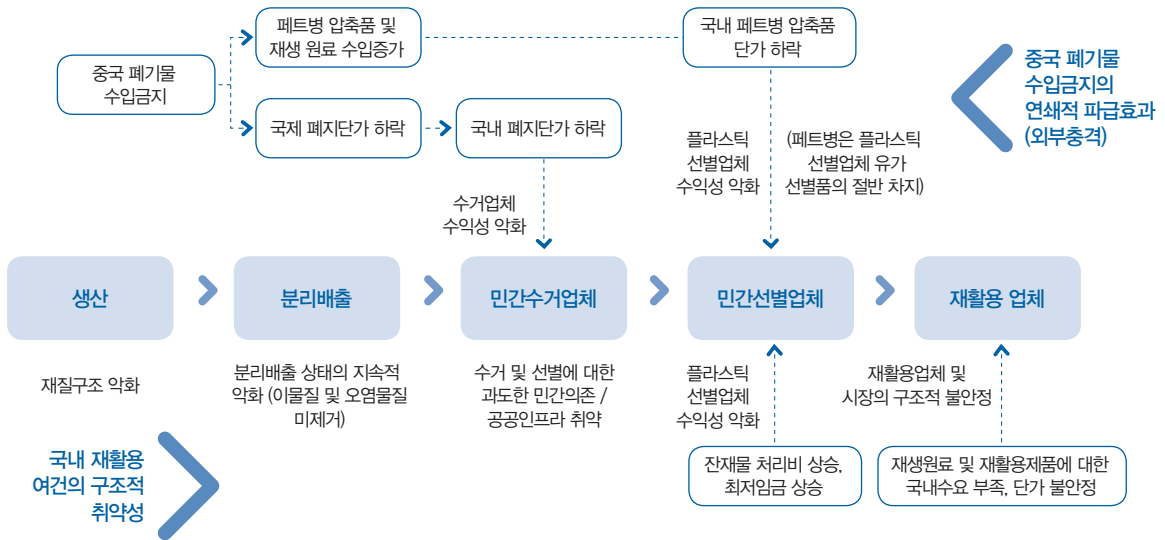 페트병 압축품 및
재생 원료 수입증가
국내 페트병 압축품
단가 하락
중국 폐기물
수입금지
중국 폐기물
수입금지의
연쇄적 파급효과
(외부충격)
국제 폐지단가 하락
국내 폐지단가 하락
플라스틱
선별업체
수익성 악화
(페트병은 플라스틱
선별업체 유가
선별품의 절반 차지)
수거업체
수익성 악화
생산
분리배출
민간수거업체
민간선별업체
재활용 업체
재질구조 악화
분리배출 상태의 지속적
악화 (이물질 및 오염물질
미제거)
수거 및 선별에 대한
과도한 민간의존 /
공공인프라 취약
플라스틱
선별업체
수익성 악화
재활용업체 및
시장의 구조적 불안정
국내 재활용
여건의 구조적
취약성
잔재물 처리비 상승,
최저임금 상승
재생원료 및 재활용제품에 대한
국내수요 부족, 단가 불안정